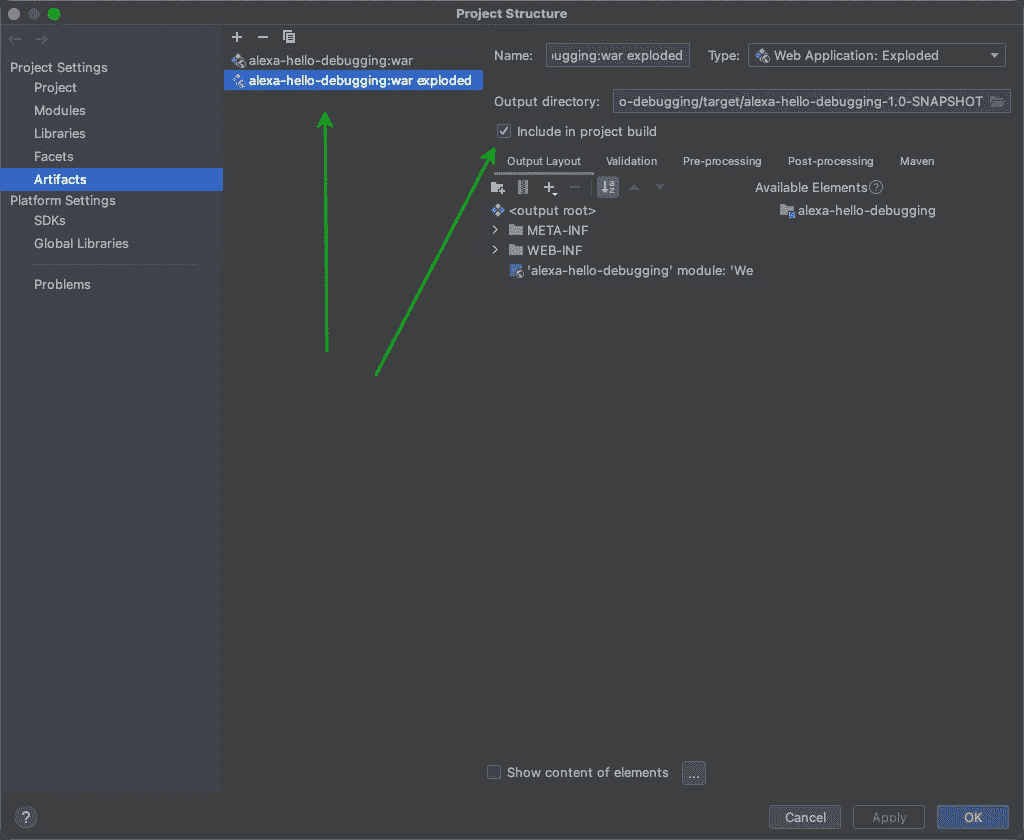 Project Structure
Project Settings
Project
Modules
Libraries
Facets
Artifacts
Platform Settings
SDKs
Global Libraries
Problems
alexa-hello-debugging:war
alexa-hello-debugging:war exploded
Name: ugging:war exploded Type: Web Application: Exploded
Output directory: o-debugging/target/alexa-hello-debugging-1.0-SNAPSHOT
Include in project build
Output Layout Validation Pre-processing Post-processing Maven
Available Elements ?
<output root> alexa-hello-debugging
META-INF
WEB-INF
'alexa-hello-debugging' module: 'We
Show content of elements ...
? Cancel Apply OK